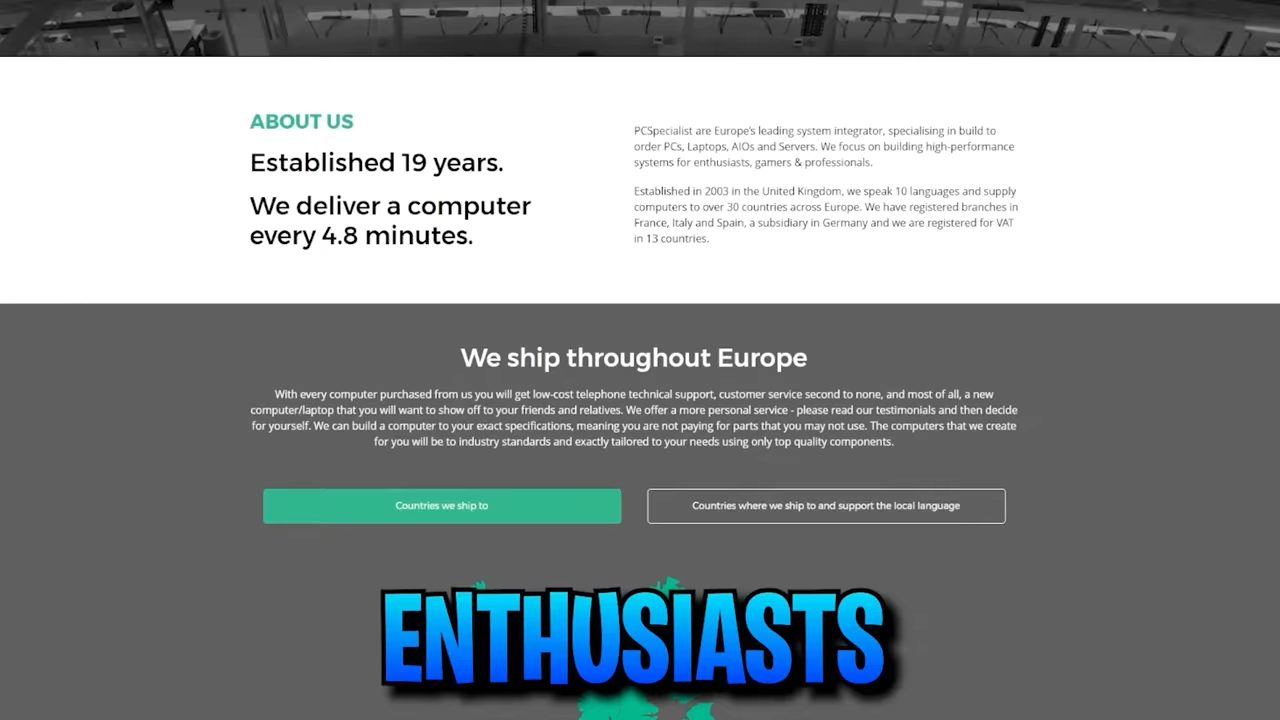 ABOUT US
Established 19 years.
We deliver a computer
every 4.8 minutes.
PCSpecialist are Europe's leading system integrator, specialising in build to
order PCs, Laptops, AIOs and Servers. We focus on building high-performance
systems for enthusiasts, gamers & professionals.
Established in 2003 in the United Kingdom, we speak 10 languages and supply
computers to over 30 countries across Europe. We have registered branches in
France, Italy and Spain, a subsidiary in Germany and we are registered for VAT
in 13 countries.
We ship throughout Europe
With every computer purchased from us you will get low-cost telephone technical support, customer service second to none, and most of all, a new
computer/laptop that you will want to show off to your friends and relatives. We offer a more personal service - please read our testimonials and then decide
for yourself. We can build a computer to your exact specifications, meaning you are not paying for parts that you may not use. The computers that we create
for you will be to industry standards and exactly tailored to your needs using only top quality components.
Countries we ship to
Countries where we ship to and support the local language
ENTHUSIASTS